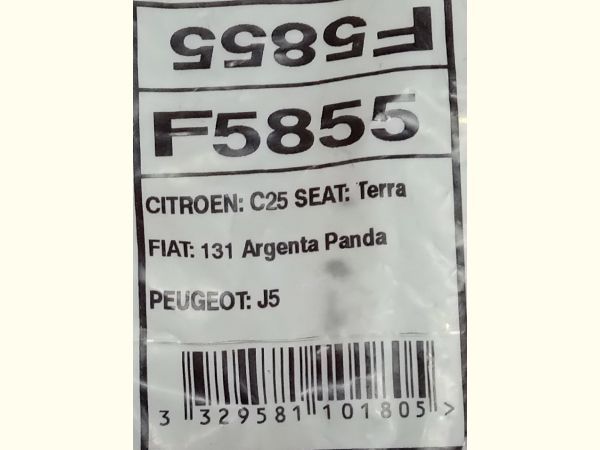 F5855
F5855
CITROEN: C25 SEAT: Terra
FIAT: 131 Argenta Panda
PEUGEOT: J5
3 329581 101805 >